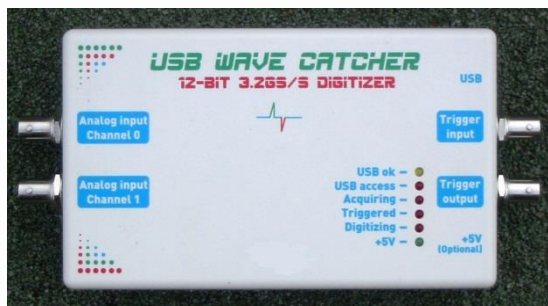 USB WAVE CATCHER
12-BIT 3.2GS/S DIGITIZER
USB
Analog input
Channel 0
Trigger
input
Analog input
Channel 1
Trigger
output
USB ok
USB access
Acquiring
Triggered
Digitizing
+5V
+5V
(Optional)